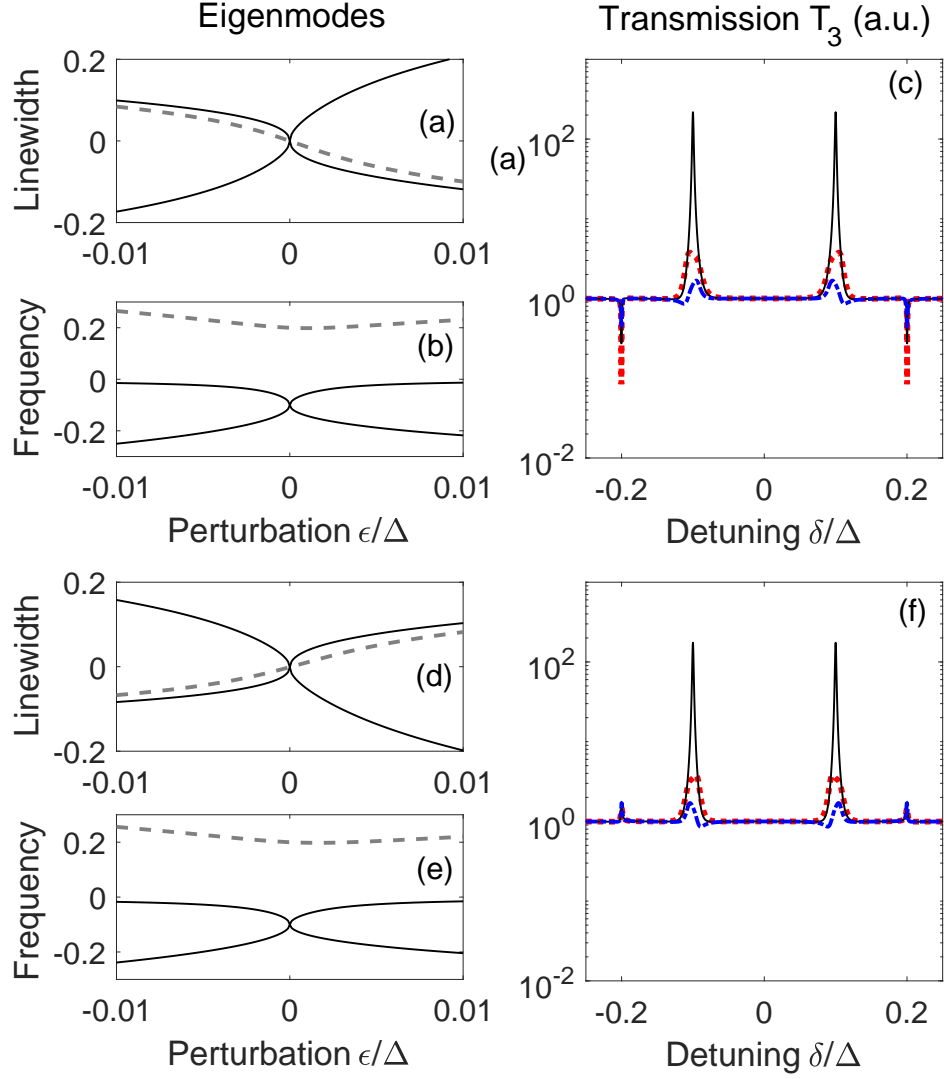 Eigenmodes
Transmission T3 (a.u.)
Linewidth
0.2
0
-0.2
(a)
-0.01 0 0.01
Frequency
0.2
0
-0.2
(b)
-0.01 0 0.01
Perturbation ϵ/Δ
(a)
(c)
10^2
10^0
10^-2
-0.2 0 0.2
Detuning δ/Δ
Linewidth
0.2
0
-0.2
(d)
-0.01 0 0.01
Frequency
0.2
0
-0.2
(e)
-0.01 0 0.01
Perturbation ϵ/Δ
(f)
10^2
10^0
10^-2
-0.2 0 0.2
Detuning δ/Δ